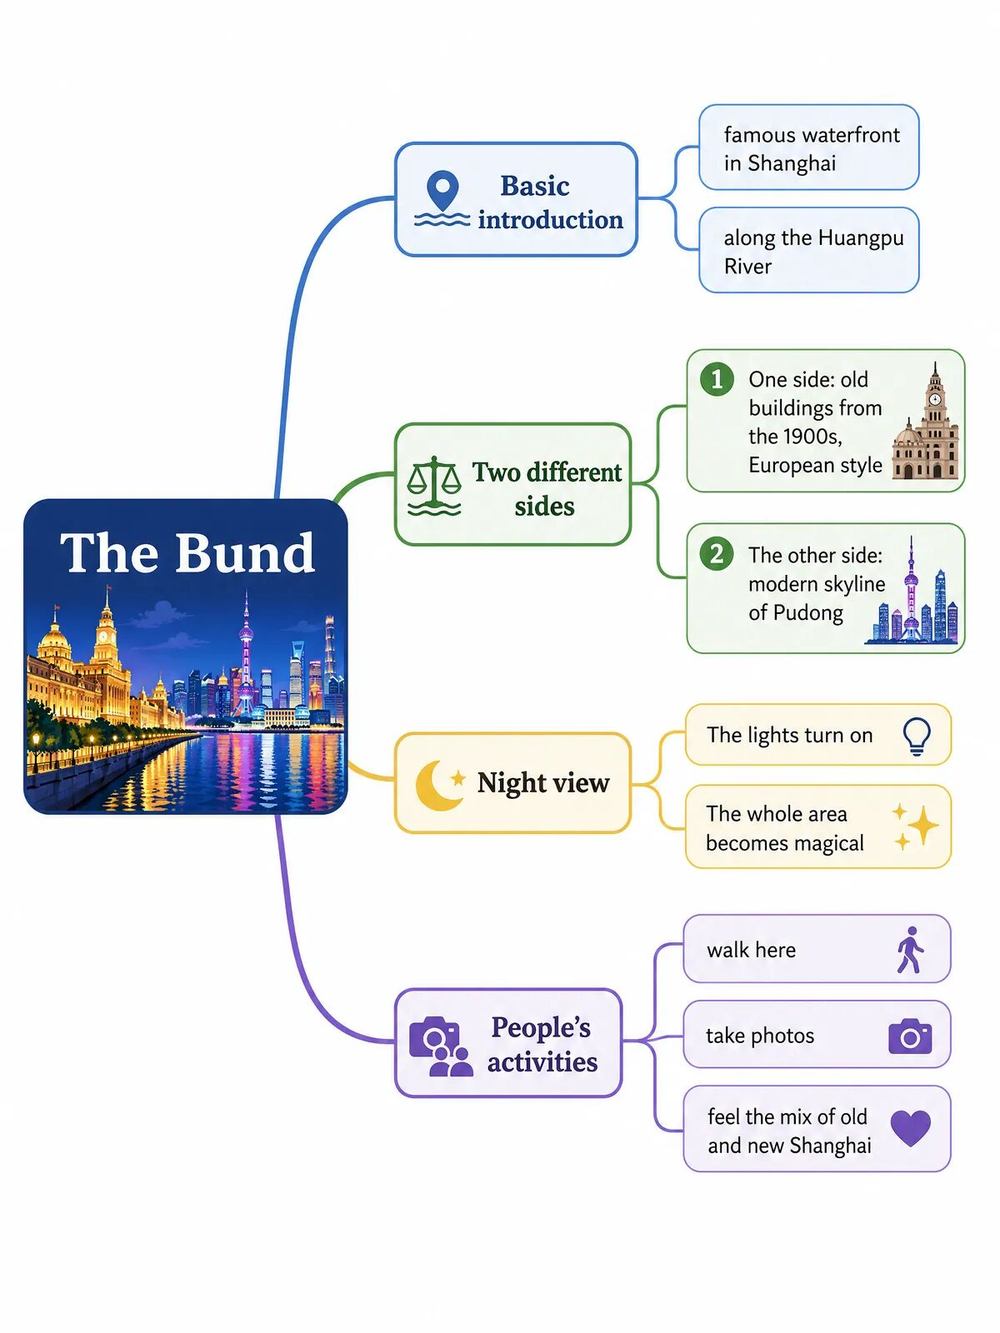 The Bund
Basic
introduction
famous waterfront
in Shanghai
along the Huangpu
River
Two different
sides
1
One side: old
buildings from
the 1900s,
European style
2
The other side:
modern skyline
of Pudong
Night view
The lights turn on
The whole area
becomes magical
People's
activities
walk here
take photos
feel the mix of old
and new Shanghai